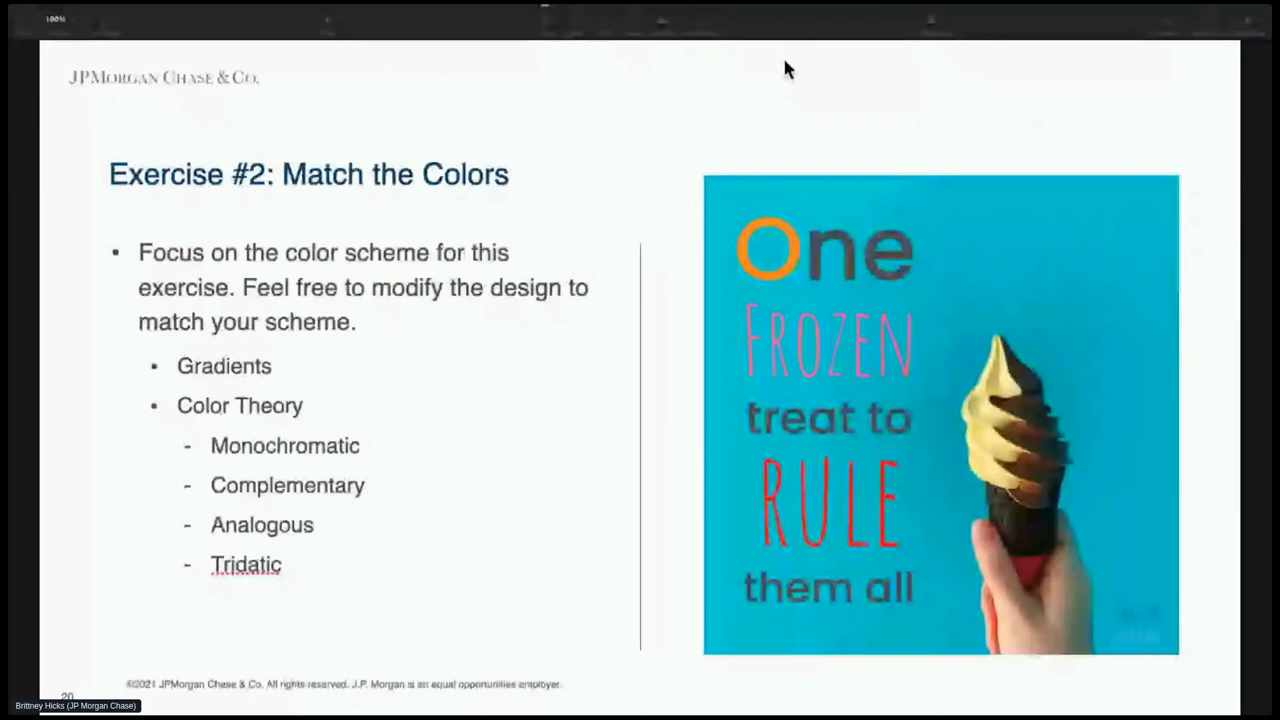 100%
JPMORGAN CHASE & CO.
Exercise #2: Match the Colors
• Focus on the color scheme for this
exercise. Feel free to modify the design to
match your scheme.
• Gradients
• Color Theory
- Monochromatic
- Complementary
- Analogous
- Tridatic
One
FROZEN
treat to
RULE
them all
©2021 JPMorgan Chase & Co. All rights reserved. J.P. Morgan is an equal opportunities employer.
20
Brittney Hicks (JP Morgan Chase)